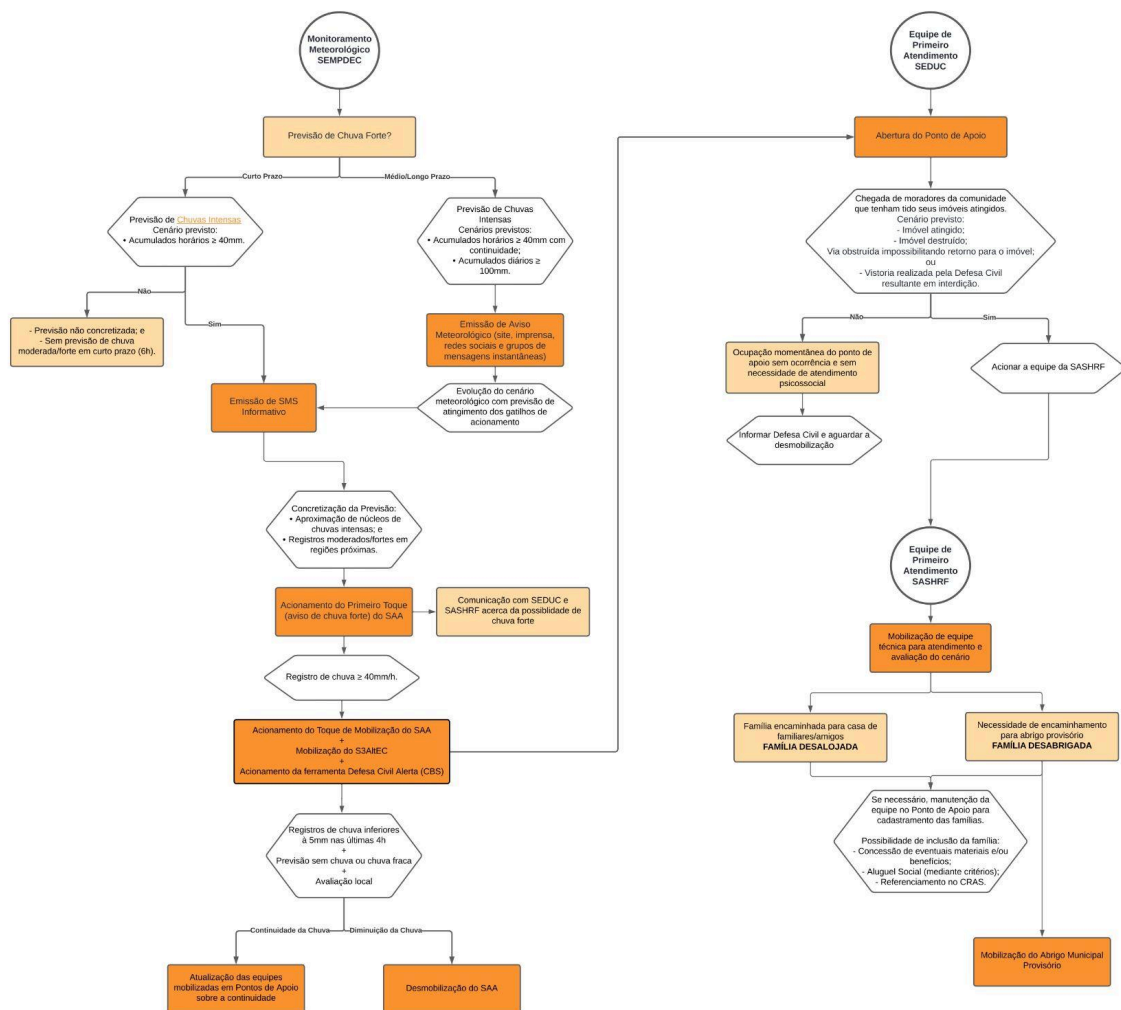 Monitoramento
Meteorológico
SEMPDEC
Previsão de Chuva Forte?
Curto Prazo
Médio/Longo Prazo
Previsão de Chuvas Intensas
Cenário previsto:
• Acumulados horários ≥ 40mm.
Previsão de Chuvas
Intensas
Cenários previstos:
• Acumulados horários ≥ 40mm com
continuidade;
• Acumulados diários ≥
100mm.
Não
Sim
- Previsão não concretizada; e
- Sem previsão de chuva
moderada/forte em curto prazo (6h).
Emissão de Aviso
Meteorológico (site, imprensa,
redes sociais e grupos de
mensagens instantâneas)
Emissão de SMS
Informativo
Evolução do cenário
meteorológico com previsão de
atingimento dos gatilhos de
acionamento
Concretização da Previsão:
• Aproximação de núcleos de
chuvas intensas; e
• Registros moderados/fortes em
regiões próximas.
Acionamento do Primeiro Toque
(aviso de chuva forte) do SAA
Comunicação com SEDUC e
SASHRF acerca da possiblidade de
chuva forte
Registro de chuva ≥ 40mm/h.
Acionamento do Toque de Mobilização do SAA
+
Mobilização do S3AltEC
+
Acionamento da ferramenta Defesa Civil Alerta (CBS)
Registros de chuva inferiores
à 5mm nas últimas 4h
+
Previsão sem chuva ou chuva fraca
+
Avaliação local
Continuidade da Chuva
Diminuição da Chuva
Atualização das equipes
mobilizadas em Pontos de Apoio
sobre a continuidade
Desmobilização do SAA
Equipe de
Primeiro
Atendimento
SEDUC
Abertura do Ponto de Apoio
Chegada de moradores da comunidade
que tenham tido seus imóveis atingidos.
Cenário previsto:
- Imóvel atingido;
- Imóvel destruído;
Via obstruída impossibilitando retorno para o imóvel;
ou
- Vistoria realizada pela Defesa Civil
resultante em interdição.
Não
Sim
Ocupação momentânea do ponto de
apoio sem ocorrência e sem
necessidade de atendimento
psicossocial
Acionar a equipe da SASHRF
Informar Defesa Civil e aguardar a
desmobilização
Equipe de
Primeiro
Atendimento
SASHRF
Mobilização de equipe
técnica para atendimento e
avaliação do cenário
Família encaminhada para casa de
familiares/amigos
FAMÍLIA DESALOJADA
Necessidade de encaminhamento
para abrigo provisório
FAMÍLIA DESABRIGADA
Se necessário, manutenção da
equipe no Ponto de Apoio para
cadastramento das famílias.
Possibilidade de inclusão da família:
- Concessão de eventuais materiais e/ou
benefícios;
- Aluguel Social (mediante critérios);
- Referenciamento no CRAS.
Mobilização do Abrigo Municipal
Provisório